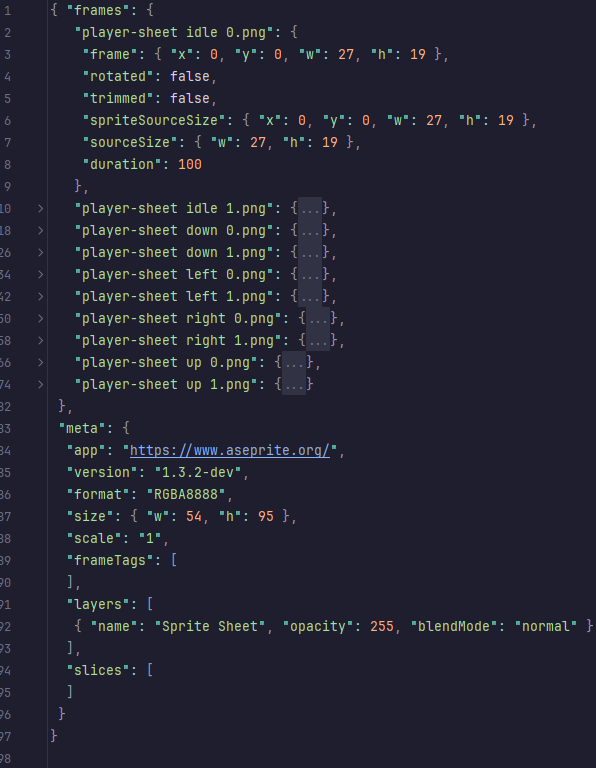 1 { "frames": {
2 "player-sheet idle 0.png": {
3 "frame": { "x": 0, "y": 0, "w": 27, "h": 19 },
4 "rotated": false,
5 "trimmed": false,
6 "spriteSourceSize": { "x": 0, "y": 0, "w": 27, "h": 19 },
7 "sourceSize": { "w": 27, "h": 19 },
8 "duration": 100
9 },
10 "player-sheet idle 1.png": {...},
18 "player-sheet down 0.png": {...},
26 "player-sheet down 1.png": {...},
34 "player-sheet left 0.png": {...},
42 "player-sheet left 1.png": {...},
50 "player-sheet right 0.png": {...},
58 "player-sheet right 1.png": {...},
66 "player-sheet up 0.png": {...},
74 "player-sheet up 1.png": {...}
82 },
83 "meta": {
84 "app": "https://www.aseprite.org/",
85 "version": "1.3.2-dev",
86 "format": "RGBA8888",
87 "size": { "w": 54, "h": 95 },
88 "scale": "1",
89 "frameTags": [
90 ],
91 "layers": [
92 { "name": "Sprite Sheet", "opacity": 255, "blendMode": "normal" }
93 ],
94 "slices": [
95 ]
96 }
97 }
98